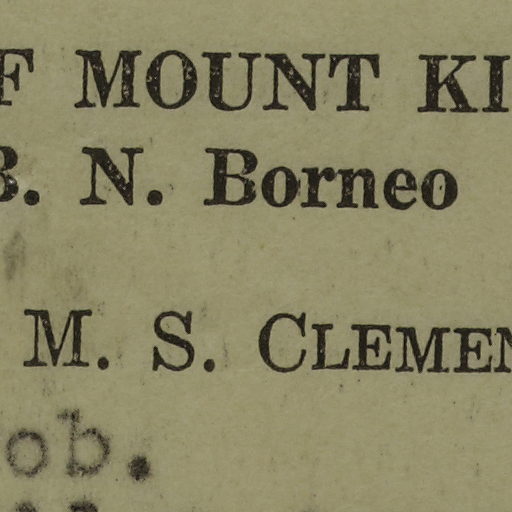 F MOUNT KI
B. N. Borneo
M. S. CLEMEN
ob.